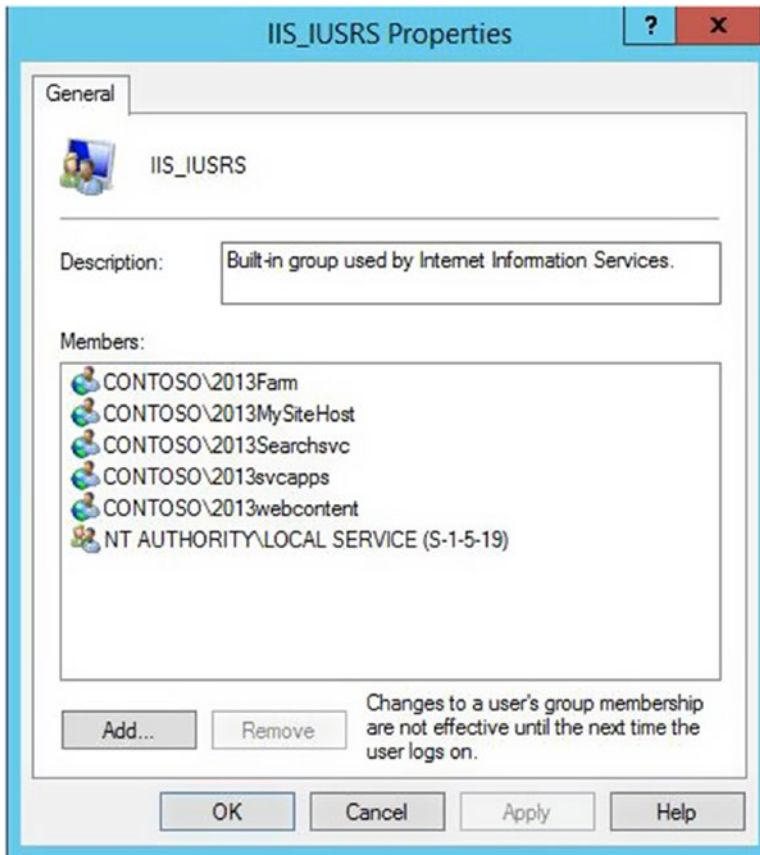 IIS_IUSRS Properties
?
x
General
IIS_IUSRS
Description:
Built-in group used by Internet Information Services.
Members:
CONTOSO\2013Farm
CONTOSO\2013MySiteHost
CONTOSO\2013Searchsvc
CONTOSO\2013svcapps
CONTOSO\2013webcontent
NT AUTHORITY\LOCAL SERVICE (S-1-5-19)
Add...
Remove
Changes to a user's group membership
are not effective until the next time the
user logs on.
OK
Cancel
Apply
Help